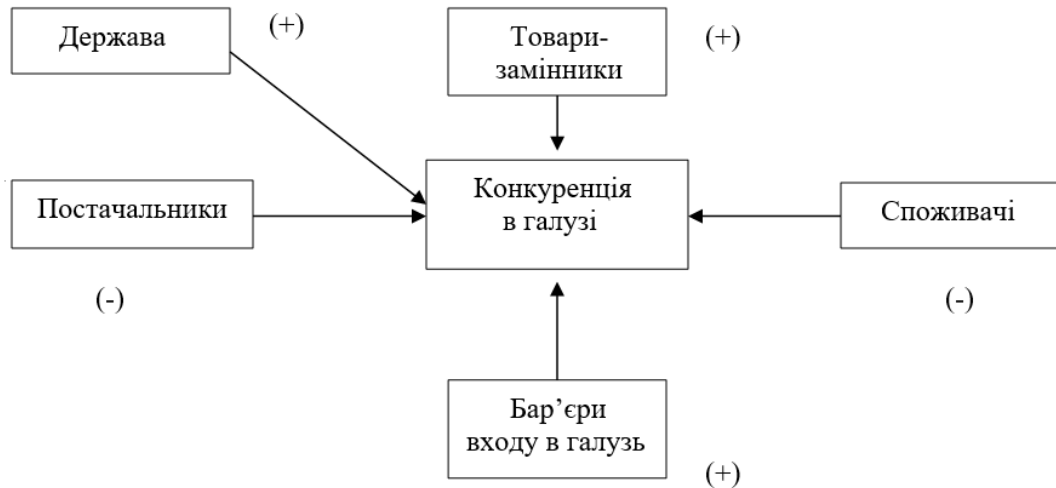 Держава
(+)
Товари-
замінники
(+)
Постачальники
(-)
Конкуренція
в галузі
Споживачі
(-)
Бар’єри
входу в галузь
(+)